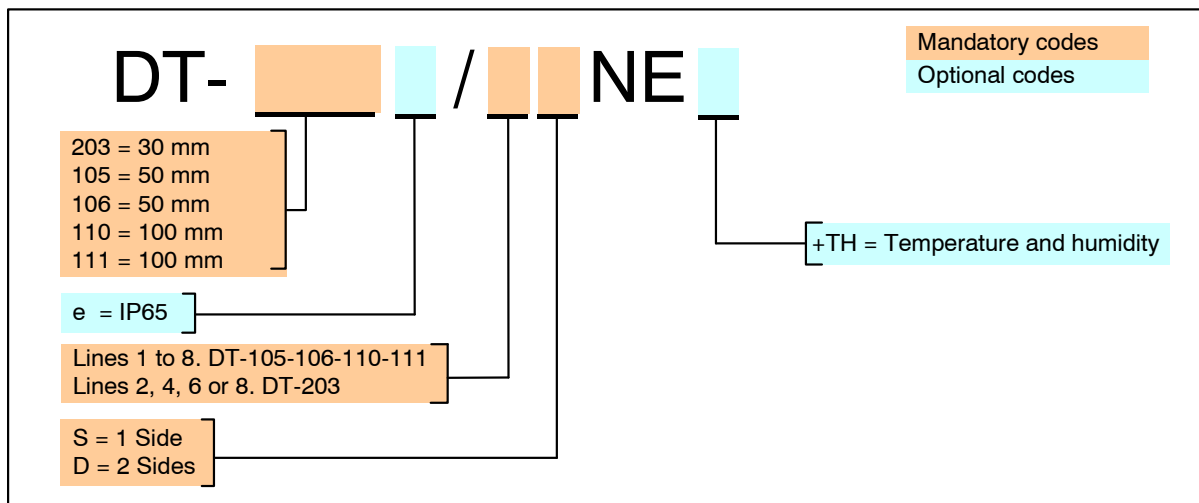 Mandatory codes
Optional codes
DT- / NE
203 = 30 mm
105 = 50 mm
106 = 50 mm
110 = 100 mm
111 = 100 mm
+TH = Temperature and humidity
e = IP65
Lines 1 to 8. DT-105-106-110-111
Lines 2, 4, 6 or 8. DT-203
S = 1 Side
D = 2 Sides